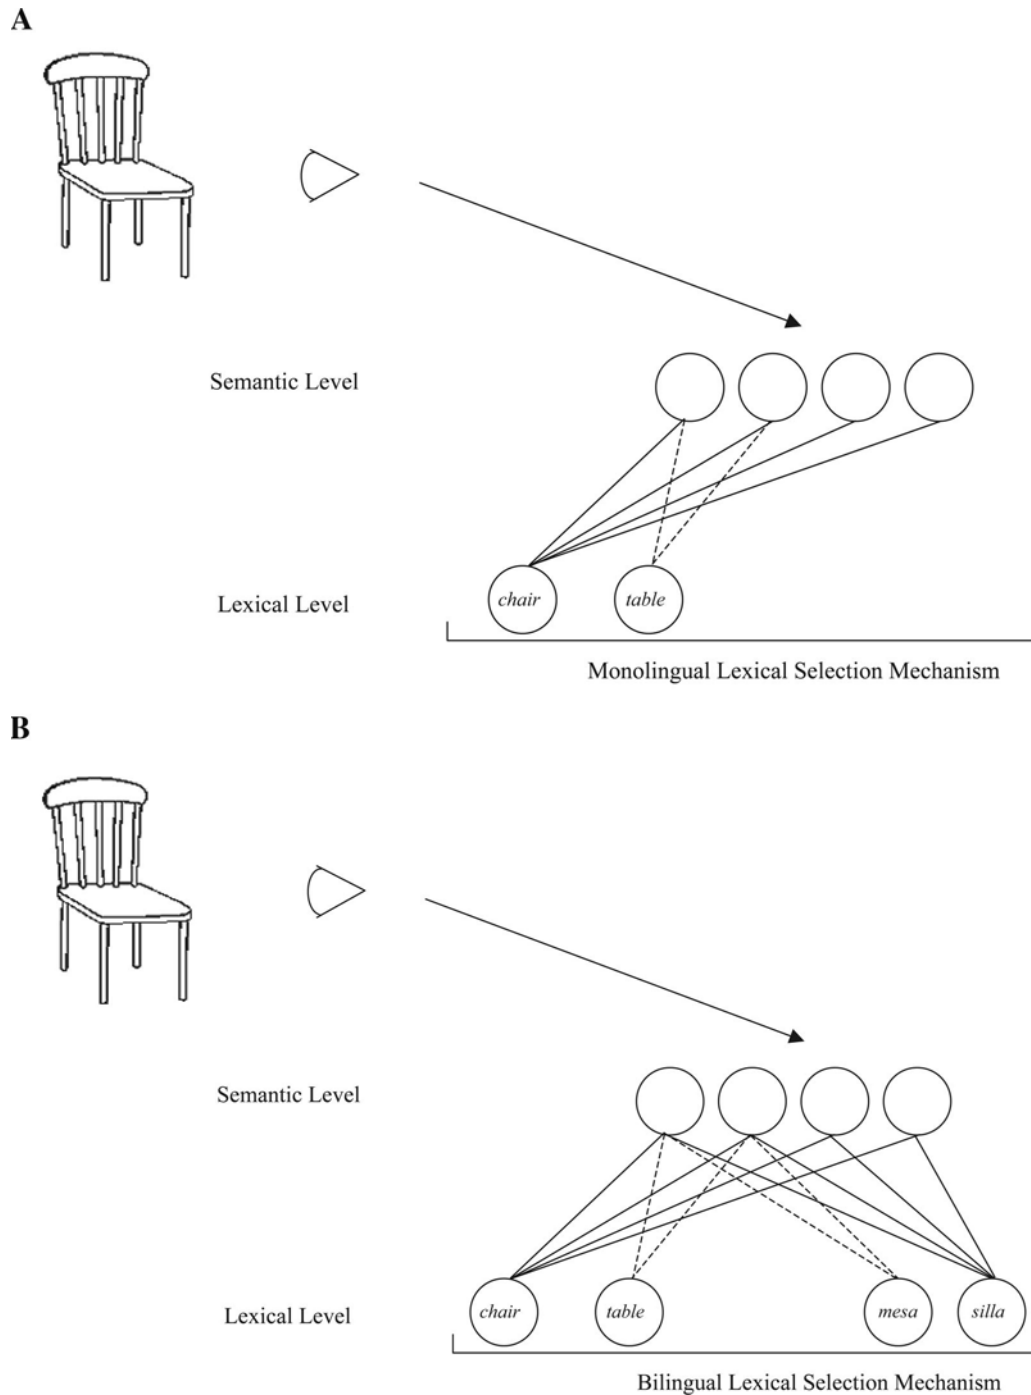 A
Semantic Level
Lexical Level
chair
table
Monolingual Lexical Selection Mechanism
B
Semantic Level
Lexical Level
chair
table
mesa
silla
Bilingual Lexical Selection Mechanism